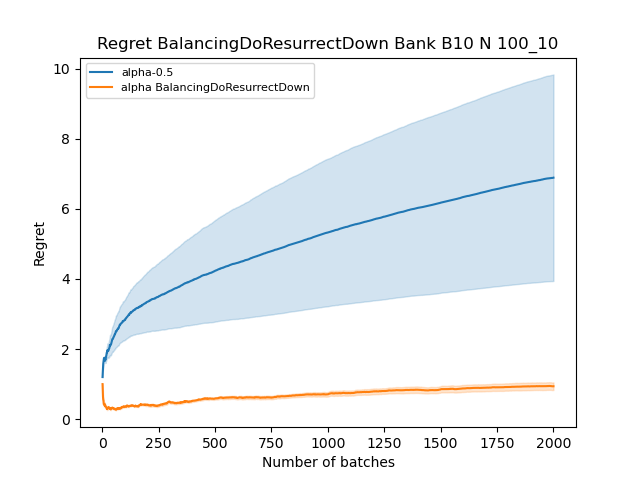 Regret BalancingDoResurrectDown Bank B10 N 100_10
alpha-0.5
alpha BalancingDoResurrectDown
10
8
6
4
2
0
Regret
0 250 500 750 1000 1250 1500 1750 2000
Number of batches